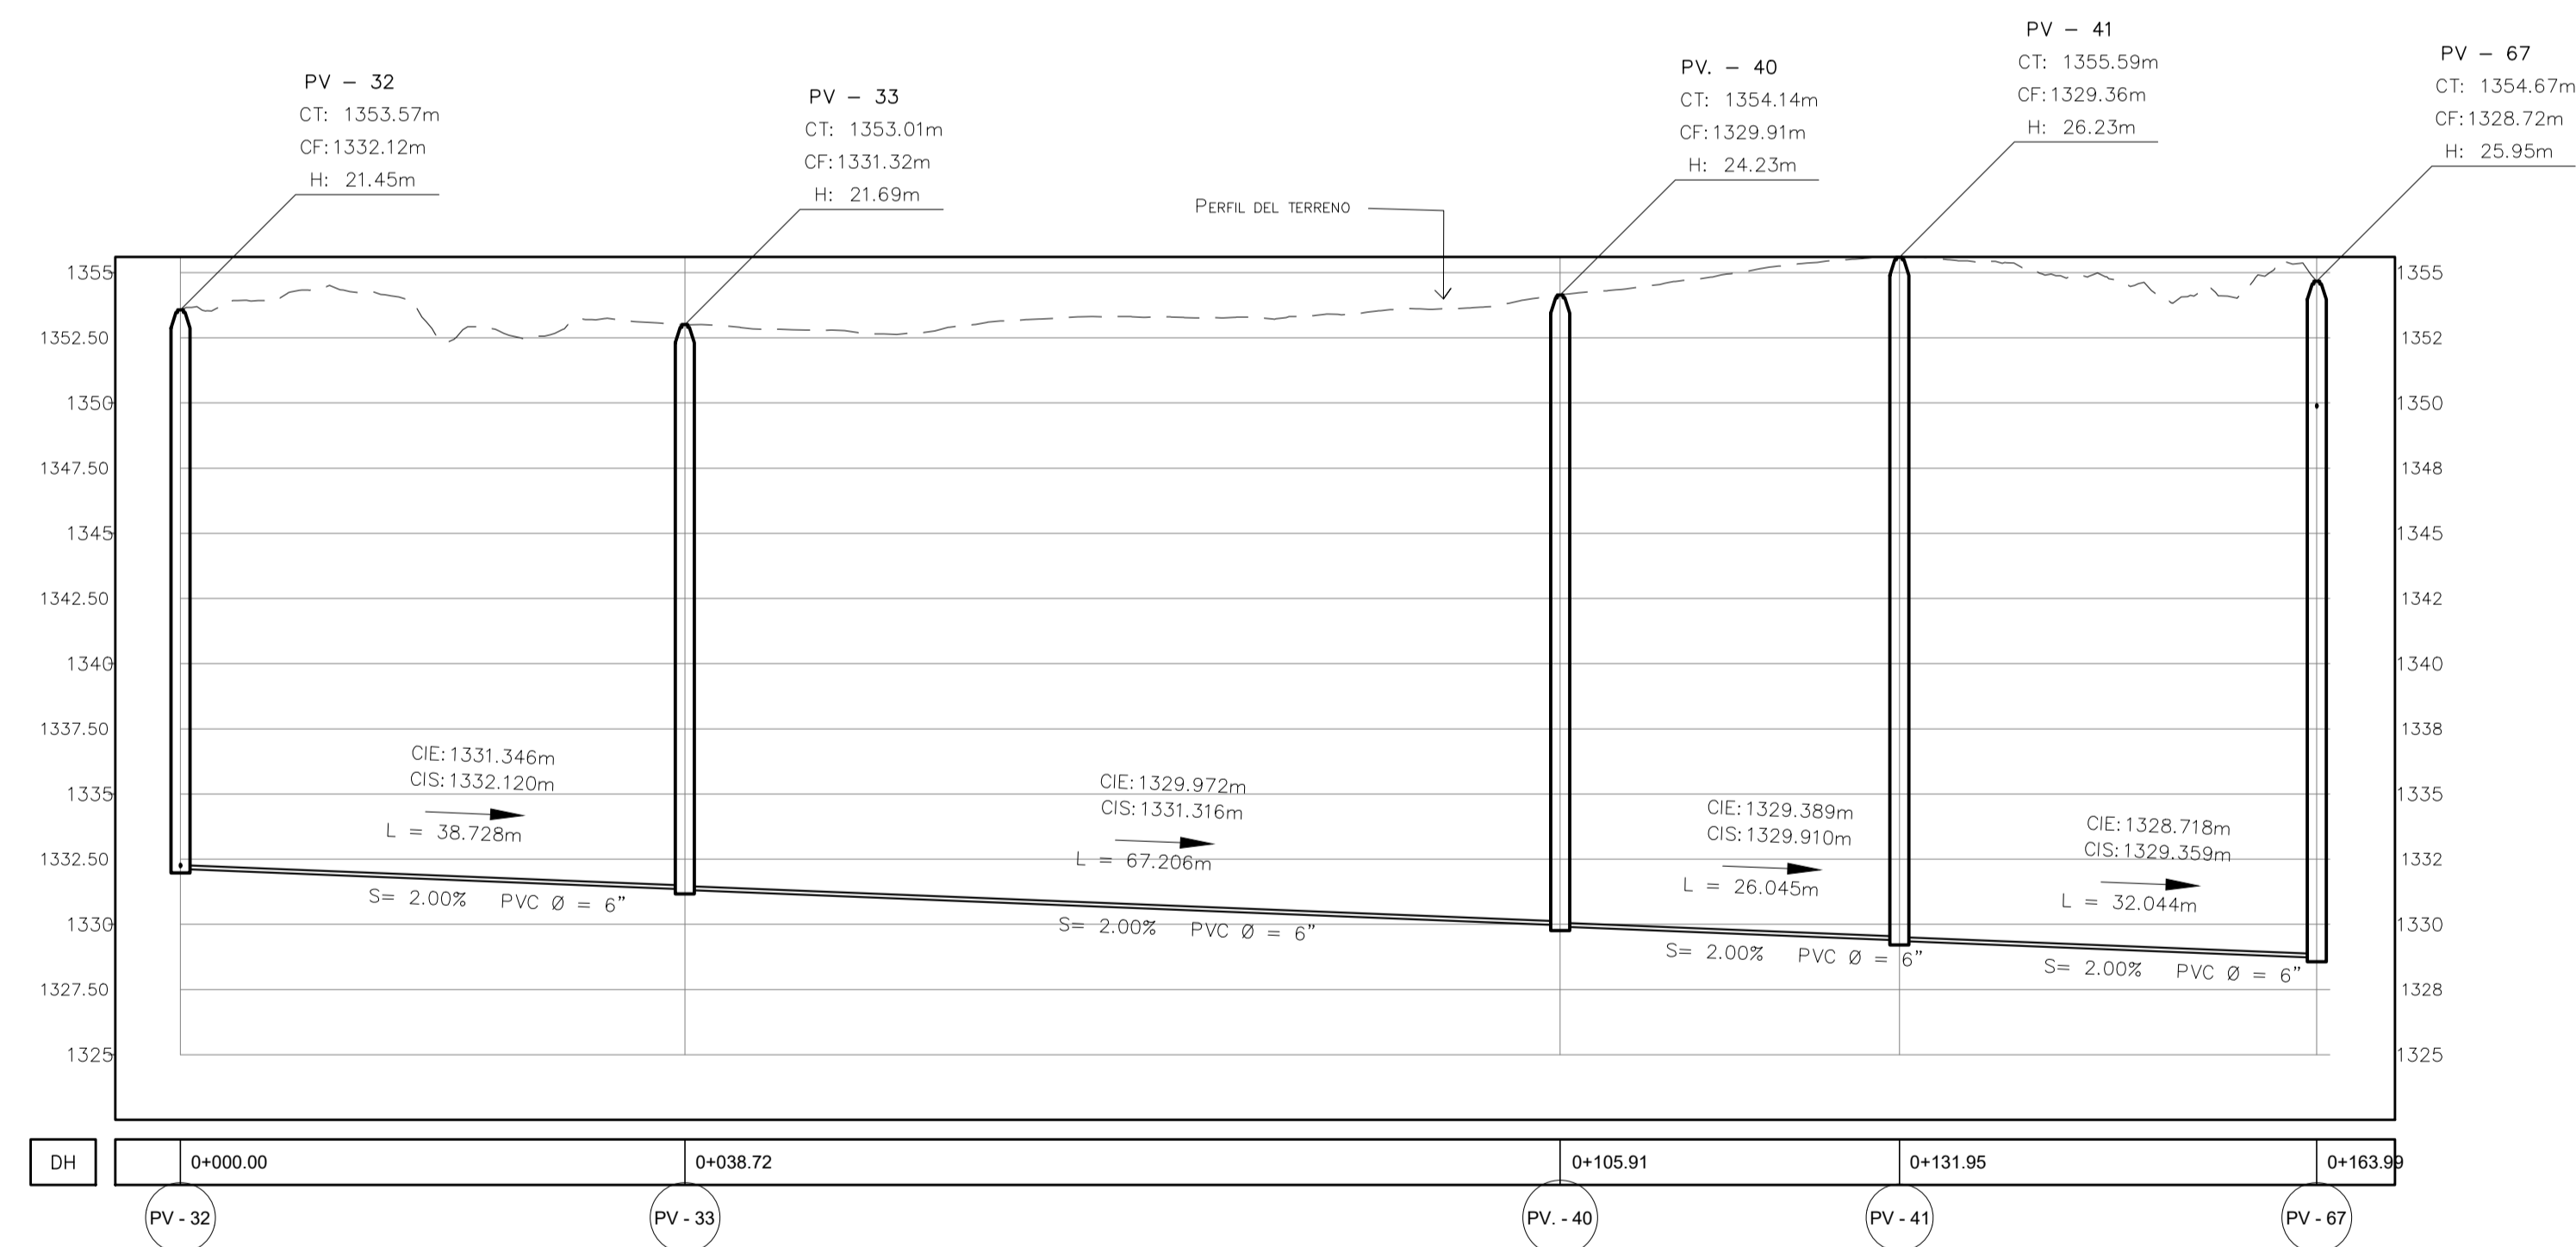 PV - 32
CT: 1353.57m
CF:1332.12m
H: 21.45m
PV - 33
CT: 1353.01m
CF:1331.32m
H: 21.69m
PERFIL DEL TERRENO
PV. - 40
CT: 1354.14m
CF:1329.91m
H: 24.23m
PV - 41
CT: 1355.59m
CF:1329.36m
H: 26.23m
PV - 67
CT: 1354.67m
CF:1328.72m
H: 25.95m
1355
1352.50
1350
1347.50
1345
1342.50
1340
1337.50
1335
1332.50
1330
1327.50
1325
CIE:1331.346m
CIS:1332.120m
L = 38.728m
S= 2.00% PVC Ø = 6”
CIE:1329.972m
CIS:1331.316m
L = 67.206m
S= 2.00% PVC Ø = 6”
CIE:1329.389m
CIS:1329.910m
L = 26.045m
S= 2.00% PVC Ø = 6”
CIE:1328.718m
CIS:1329.359m
L = 32.044m
S= 2.00% PVC Ø = 6”
1355
1352
1350
1348
1345
1342
1340
1338
1335
1332
1330
1328
1325
DH
0+000.00
0+038.72
0+105.91
0+131.95
0+163.99
PV - 32
PV - 33
PV. - 40
PV - 41
PV - 67